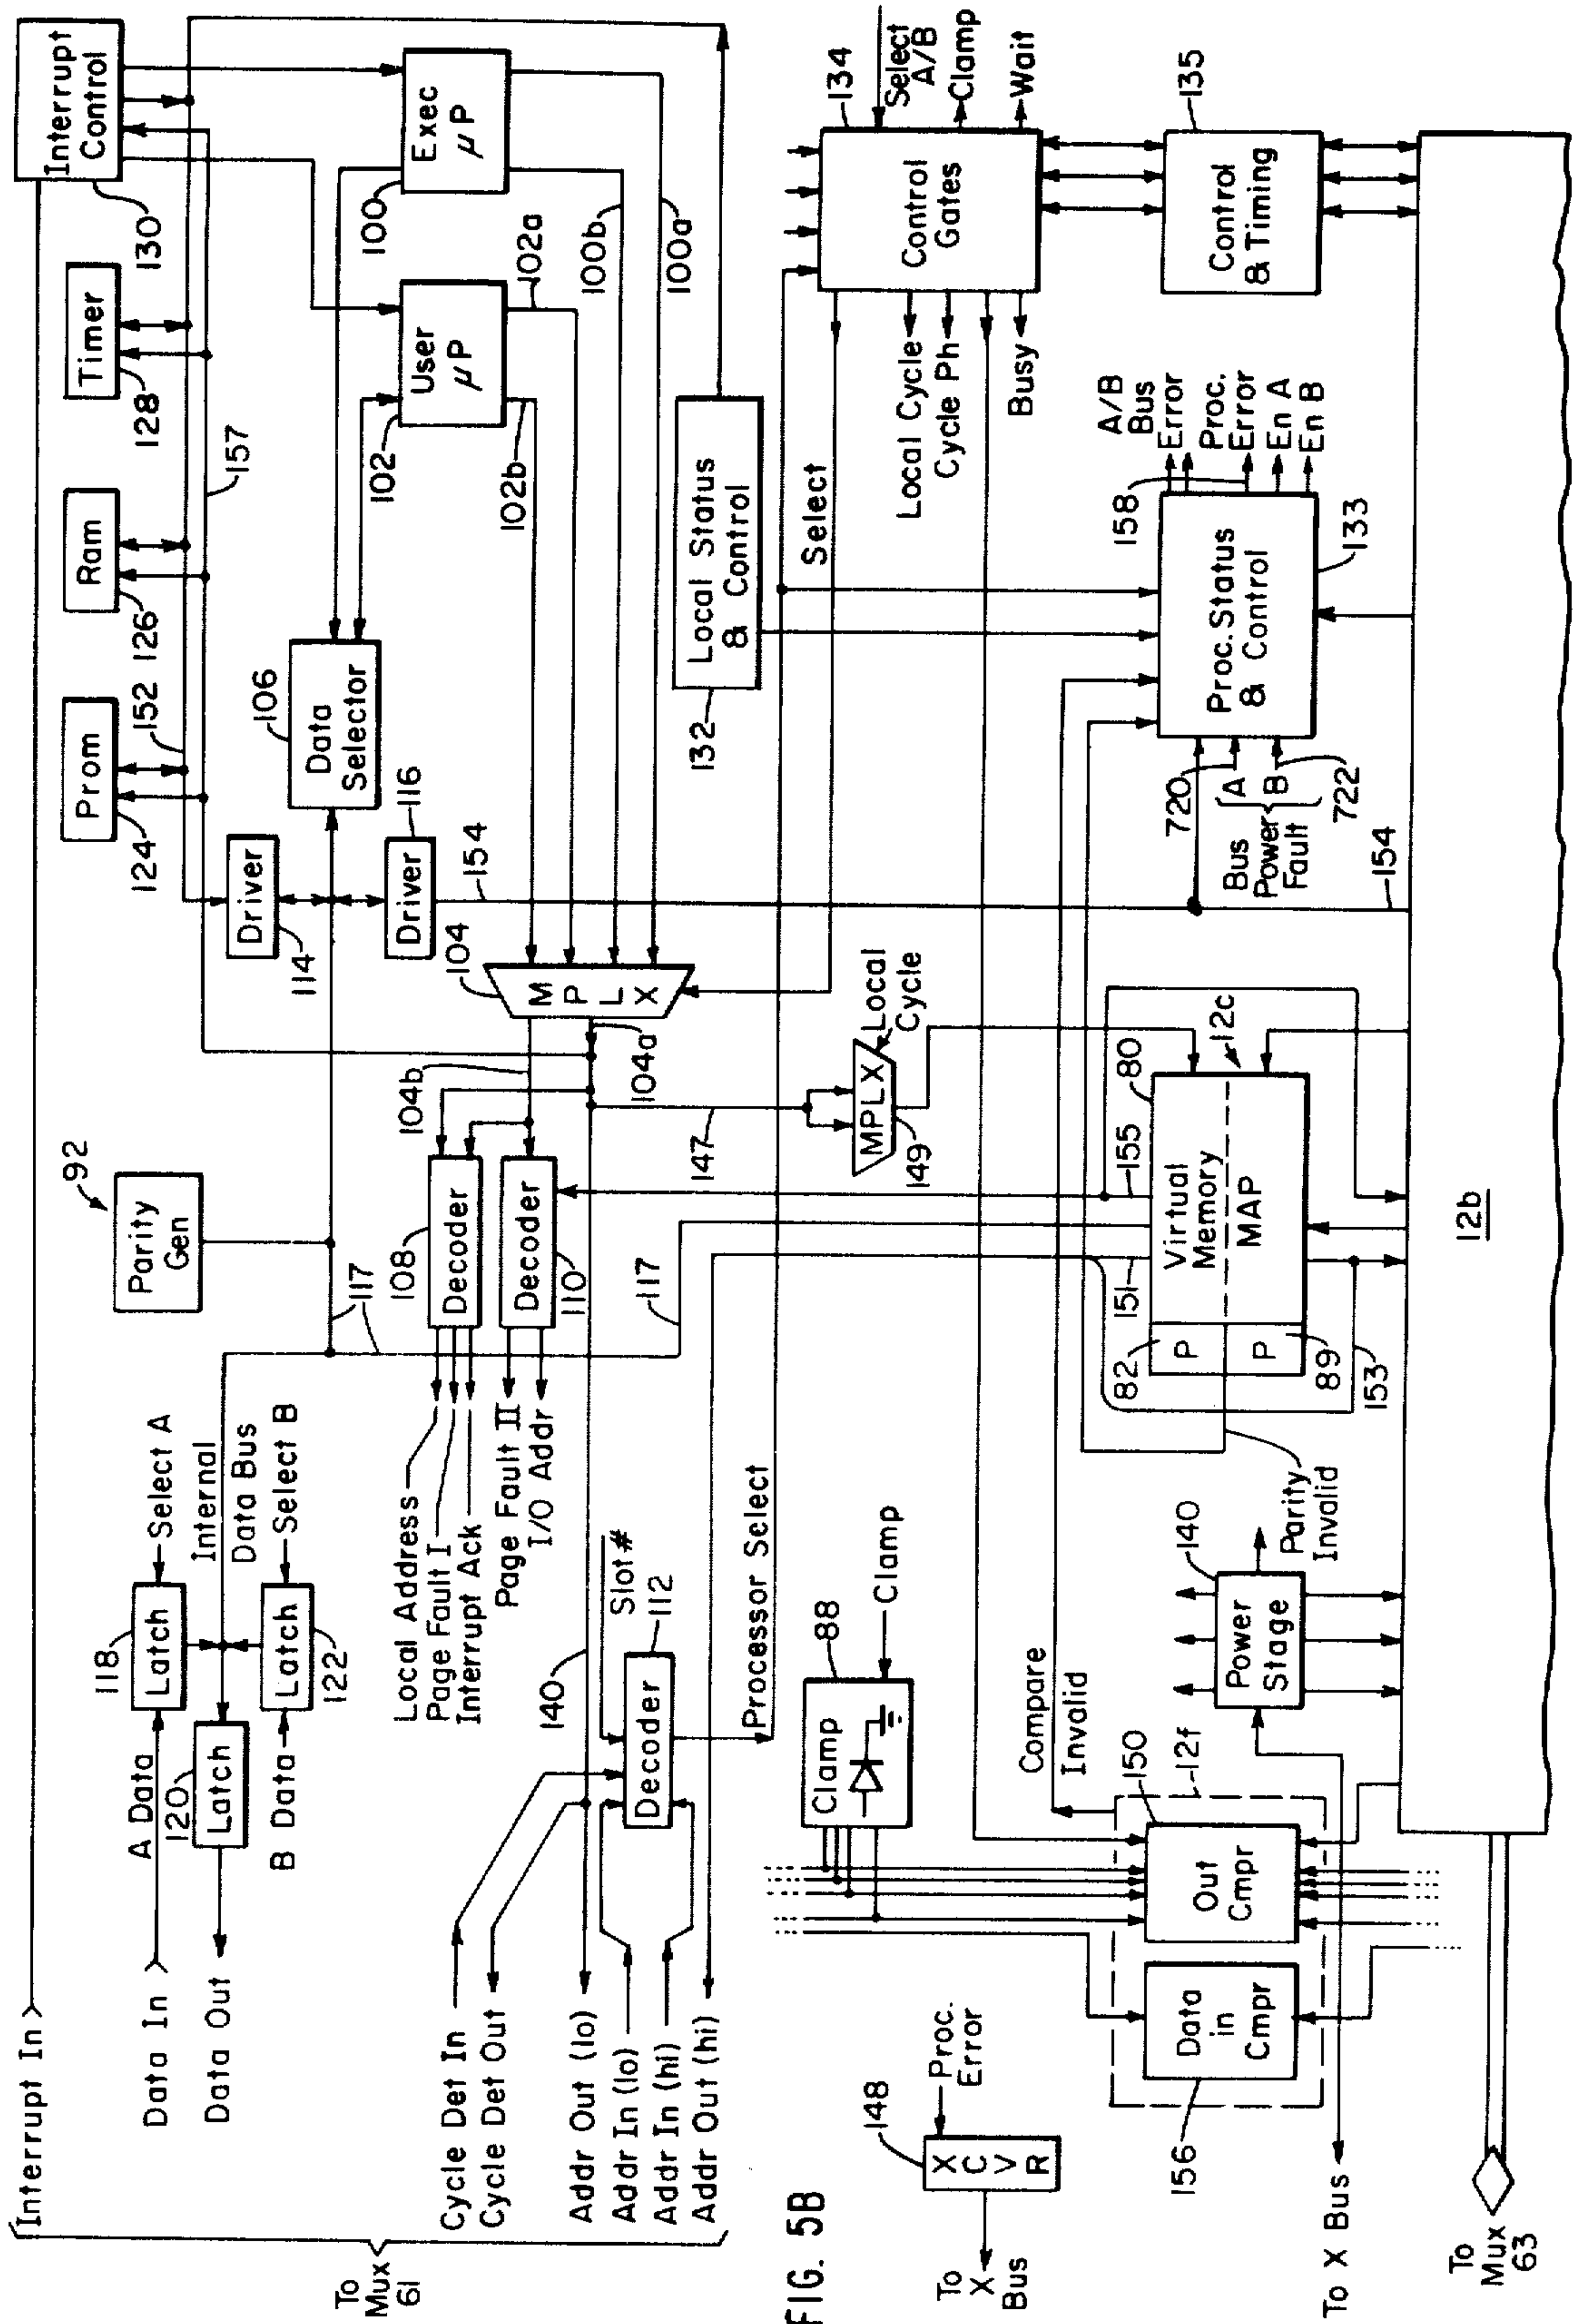 Interrupt In
Interrupt
Control
130
Timer
128
Ram
126
Prom
124
152
157
Exec
μP
100
User
μP
102
102a
102b
100b
100a
Data
Selector
106
Driver
114
Driver
116
154
92
Parity
Gen
117
A Data
118
Latch
Select A
Internal
Data Bus
Data In
Data Out
120
Latch
B Data
Latch
122
Select B
MPLX
104
104a
104b
108
Decoder
Decoder
110
Local Address
Page Fault I
Interrupt Ack
Page Fault II
I/O Addr
117
147
140
Slot#
Decoder
112
Cycle Det In
Cycle Det Out
Addr Out (lo)
Addr In (lo)
Addr In (hi)
Addr Out (hi)
To
Mux
61
Processor Select
Local Status
& Control
132
Select
134
Control
Gates
Select
A/B
Clamp
Wait
Local Cycle
Cycle Ph
Busy
135
Control
& Timing
MPLX
149
Local
Cycle
88
Clamp
Clamp
Compare
Invalid
158
A/B
Bus
Error
Proc.
Error
En A
En B
Proc. Status
& Control
133
720
A
B
722
Bus
Power
Fault
154
155
80
12c
151
Virtual
Memory
MAP
82
P
P
89
153
Parity
Invalid
140
Power
Stage
150
12f
Out
Cmpr
Data
in
Cmpr
156
148
XCVR
Proc.
Error
To
X
Bus
To X Bus
12b
To
Mux
63
FIG. 5B